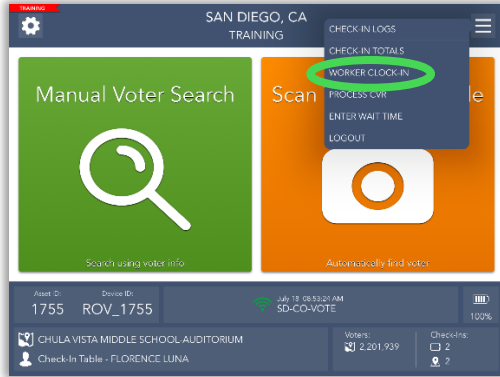 TRAINING
SAN DIEGO, CA
TRAINING
CHECK-IN LOGS
CHECK-IN TOTALS
WORKER CLOCK-IN
PROCESS CVR
ENTER WAIT TIME
LOGOUT
Manual Voter Search
Search using voter info
Scan
Automatically find voter
Asset ID:
1755
Device ID:
ROV_1755
July 18 08:53:24 AM
SD-CO-VOTE
100%
CHULA VISTA MIDDLE SCHOOL-AUDITORIUM
Check-In Table - FLORENCE LUNA
Voters:
2,201,939
Check-Ins:
2
2